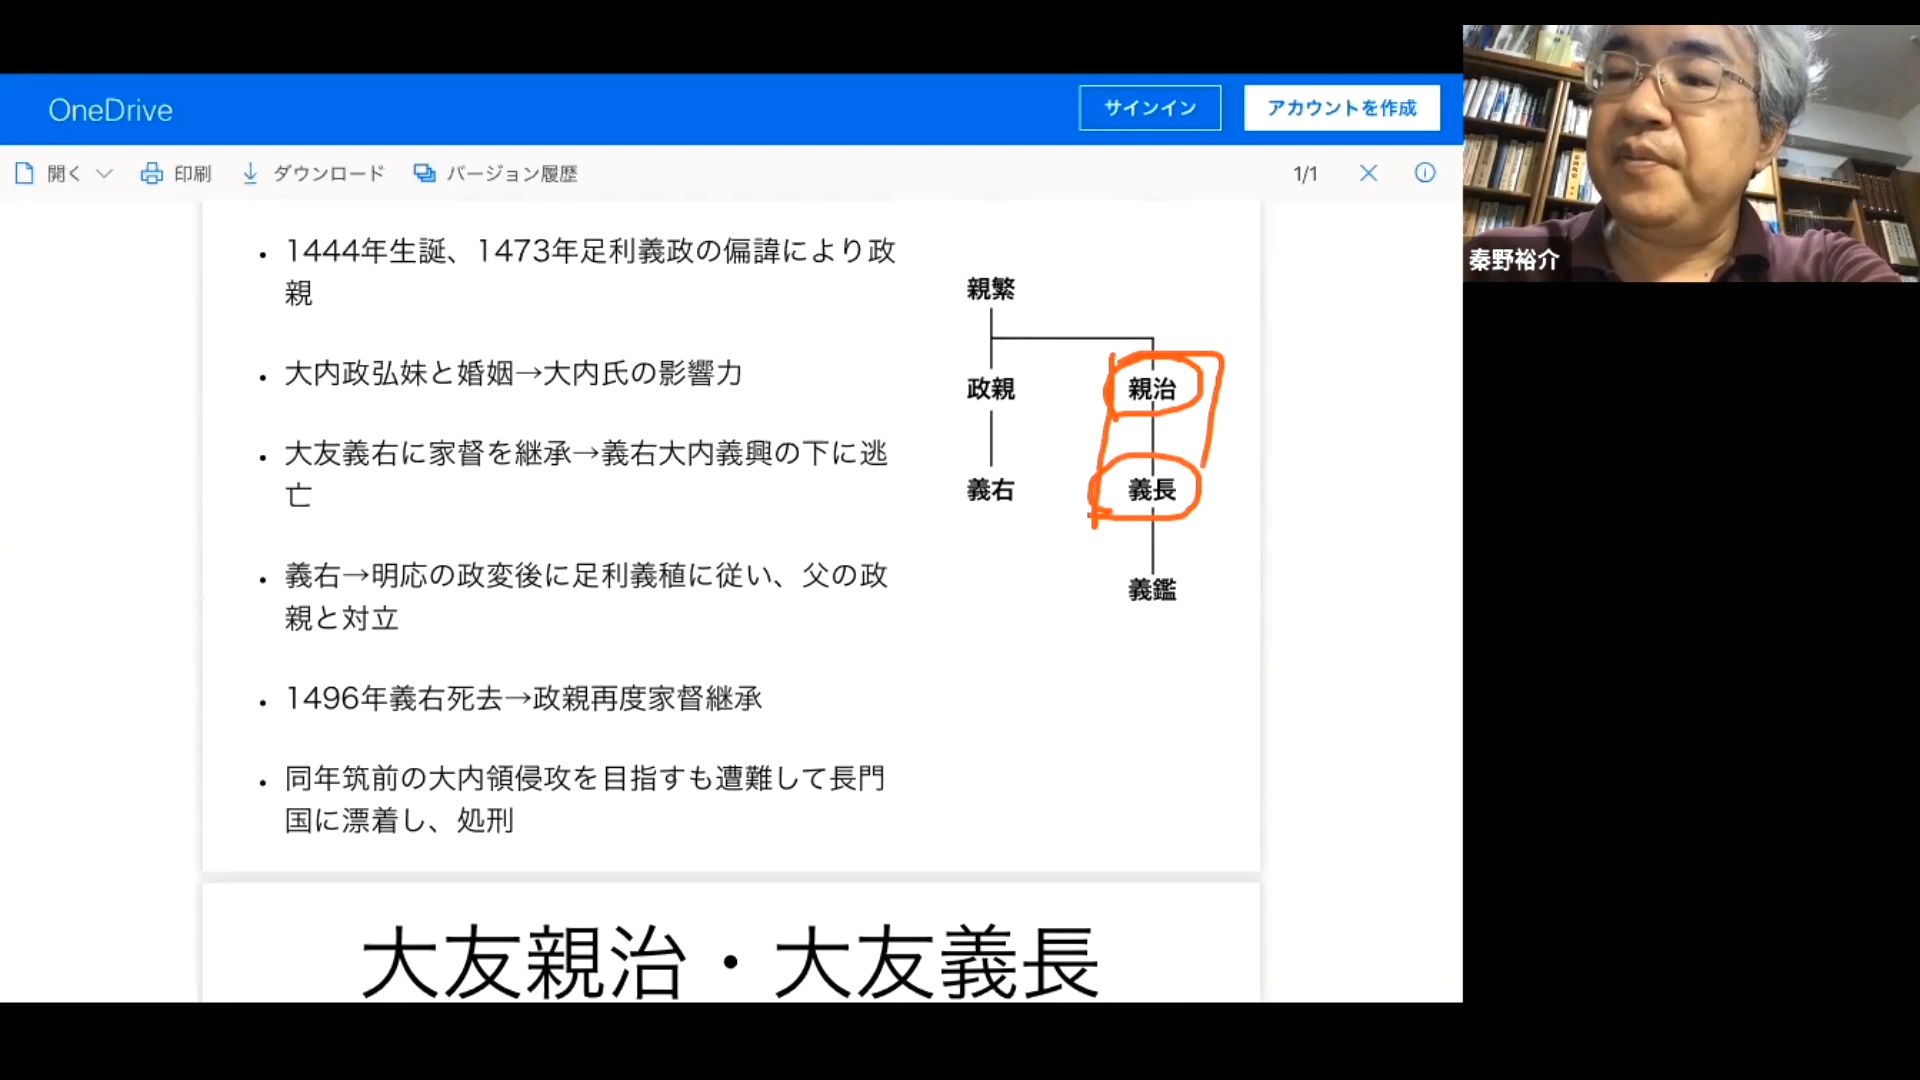 OneDrive
サインイン
アカウントを作成
開く
印刷
ダウンロード
バージョン履歴
1/1
秦野裕介
• 1444年生誕、1473年足利義政の偏諱により政
親
• 大内政弘妹と婚姻→大内氏の影響力
• 大友義右に家督を継承→義右大内義興の下に逃
亡
• 義右→明応の政変後に足利義稙に従い、父の政
親と対立
• 1496年義右死去→政親再度家督継承
• 同年筑前の大内領侵攻を目指すも遭難して長門
国に漂着し、処刑
親繁
政親
親治
義右
義長
義鑑
大友親治・大友義長